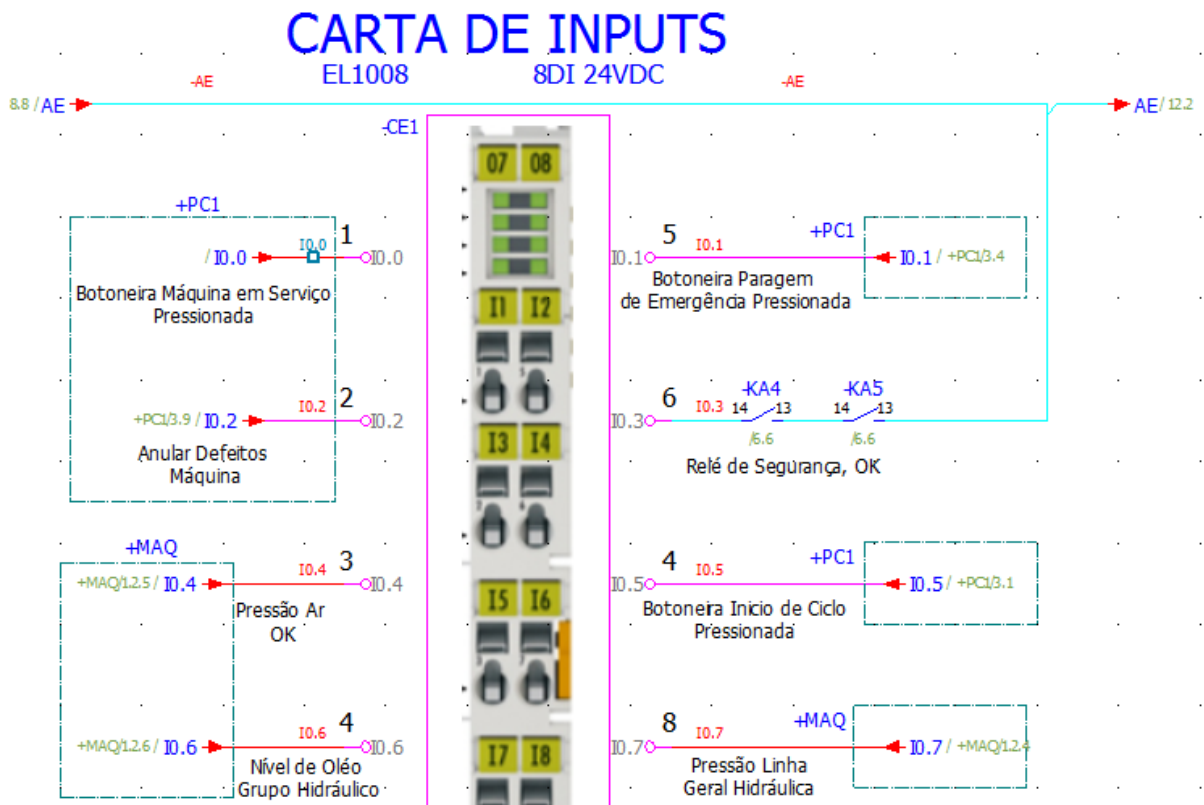 CARTA DE INPUTS
EL1008 8DI 24VDC
-AE -AE
8.8 / AE AE / 12.2
-CE1
07 08
+PC1
/ I0.0 I0.0 1 I0.0
Botoneira Máquina em Serviço
Pressionada
I0.1 5 I0.1 +PC1 I0.1 / +PC1/3.4
Botoneira Paragem
de Emergência Pressionada
I1 I2
+PC1/3.9 / I0.2 I0.2 2 I0.2
Anular Defeitos
Máquina
I0.3 6 I0.3 14 -KA4 13 14 -KA5 13
/6.6 /6.6
Relé de Segurança, OK
I3 I4
+MAQ
+MAQ/1.2.5 / I0.4 I0.4 3 I0.4
Pressão Ar
OK
I0.5 4 I0.5 +PC1 I0.5 / +PC1/3.1
Botoneira Inicio de Ciclo
Pressionada
I5 I6
+MAQ/1.2.6 / I0.6 I0.6 4 I0.6
Nível de Oléo
Grupo Hidráulico
I0.7 8 I0.7 +MAQ I0.7 / +MAQ/1.2.4
Pressão Linha
Geral Hidráulica
I7 I8